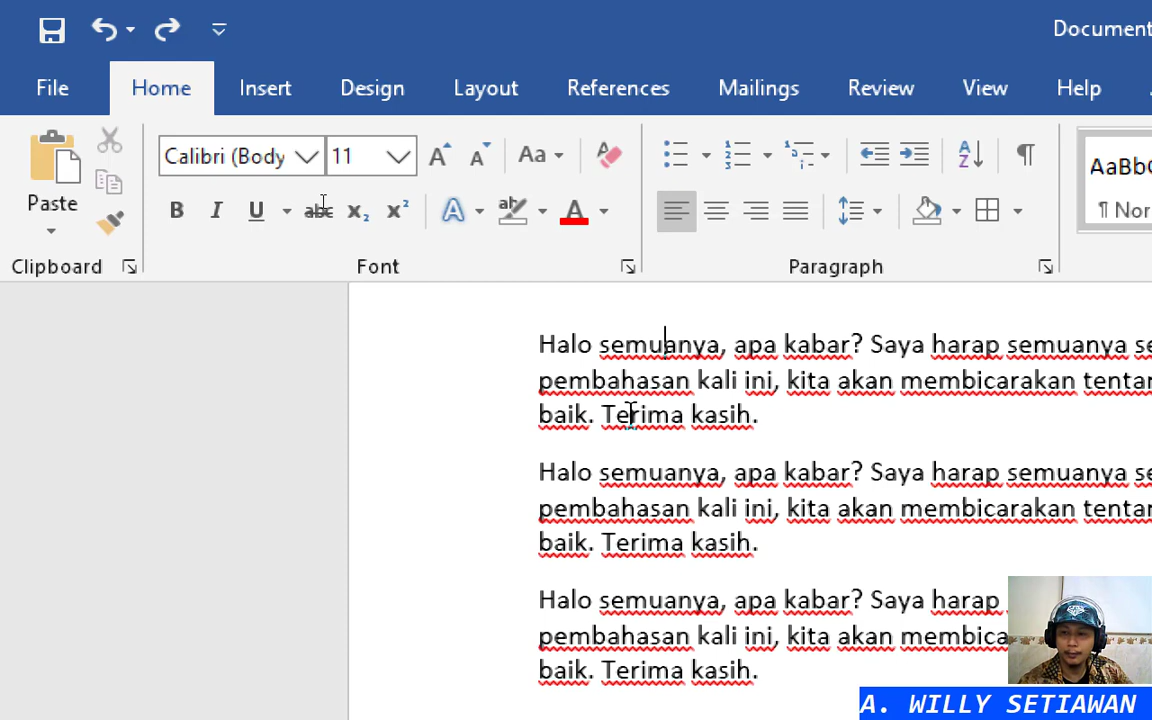 Document
File Home Insert Design Layout References Mailings Review View Help
Calibri (Body 11 Aa
Paste
B I U abc x₂ x² A ab A
AaBb
¶ Nor
Clipboard Font Paragraph
Halo semuanya, apa kabar? Saya harap semuanya se
pembahasan kali ini, kita akan membicarakan tentan
baik. Terima kasih.
Halo semuanya, apa kabar? Saya harap semuanya se
pembahasan kali ini, kita akan membicarakan tentan
baik. Terima kasih.
Halo semuanya, apa kabar? Saya harap
pembahasan kali ini, kita akan membica
baik. Terima kasih.
A. WILLY SETIAWAN